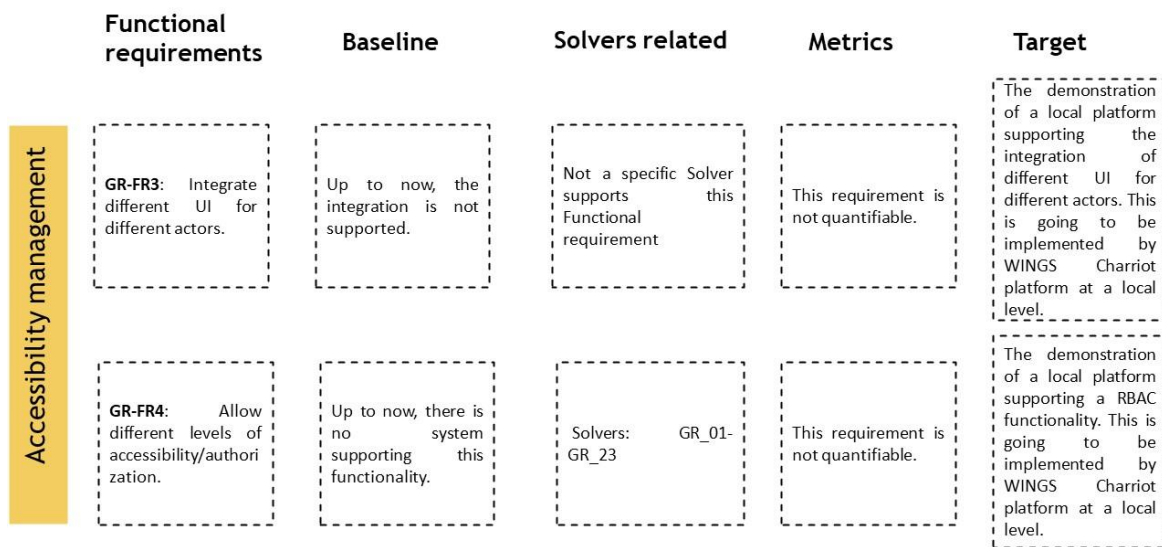 Functional
requirements
Baseline
Solvers related
Metrics
Target
Accessibility management
GR-FR3: Integrate
different UI for
different actors.
Up to now, the
integration is not
supported.
Not a specific Solver
supports this
Functional
requirement
This requirement is
not quantifiable.
The demonstration
of a local platform
supporting the
integration of
different UI for
different actors. This
is going to be
implemented by
WINGS Charriot
platform at a local
level.
GR-FR4: Allow
different levels of
accessibility/authori
zation.
Up to now, there is
no system
supporting this
functionality.
Solvers: GR_01-
GR_23
This requirement is
not quantifiable.
The demonstration
of a local platform
supporting a RBAC
functionality. This is
going to be
implemented by
WINGS Charriot
platform at a local
level.